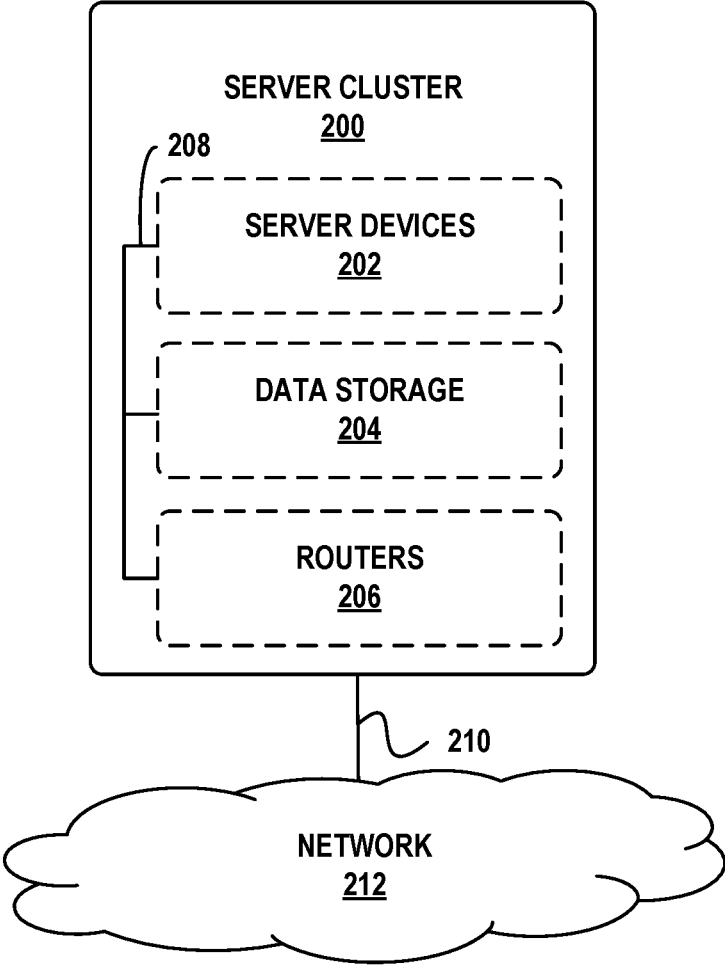 SERVER CLUSTER
200
208
SERVER DEVICES
202
DATA STORAGE
204
ROUTERS
206
210
NETWORK
212